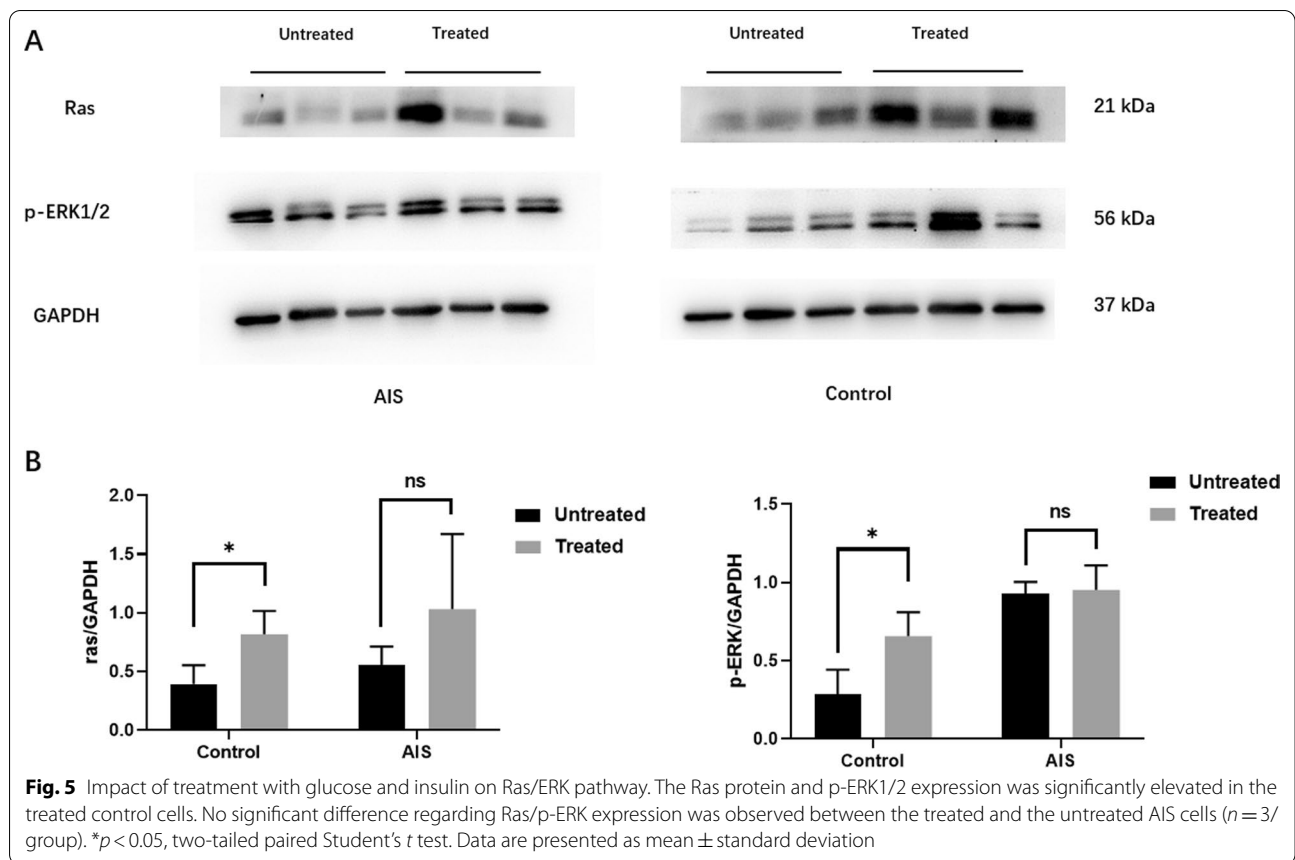 A
Untreated Treated Untreated Treated
Ras 21 kDa
p-ERK1/2 56 kDa
GAPDH 37 kDa
AIS Control
B
ras/GAPDH
2.0
1.5
1.0
0.5
0.0
*
ns
Control AIS
Untreated
Treated
p-ERK/GAPDH
1.5
1.0
0.5
0.0
*
ns
Control AIS
Untreated
Treated
Fig. 5 Impact of treatment with glucose and insulin on Ras/ERK pathway. The Ras protein and p-ERK1/2 expression was significantly elevated in the
treated control cells. No significant difference regarding Ras/p-ERK expression was observed between the treated and the untreated AIS cells (n = 3/
group). *p < 0.05, two-tailed paired Student’s t test. Data are presented as mean ± standard deviation